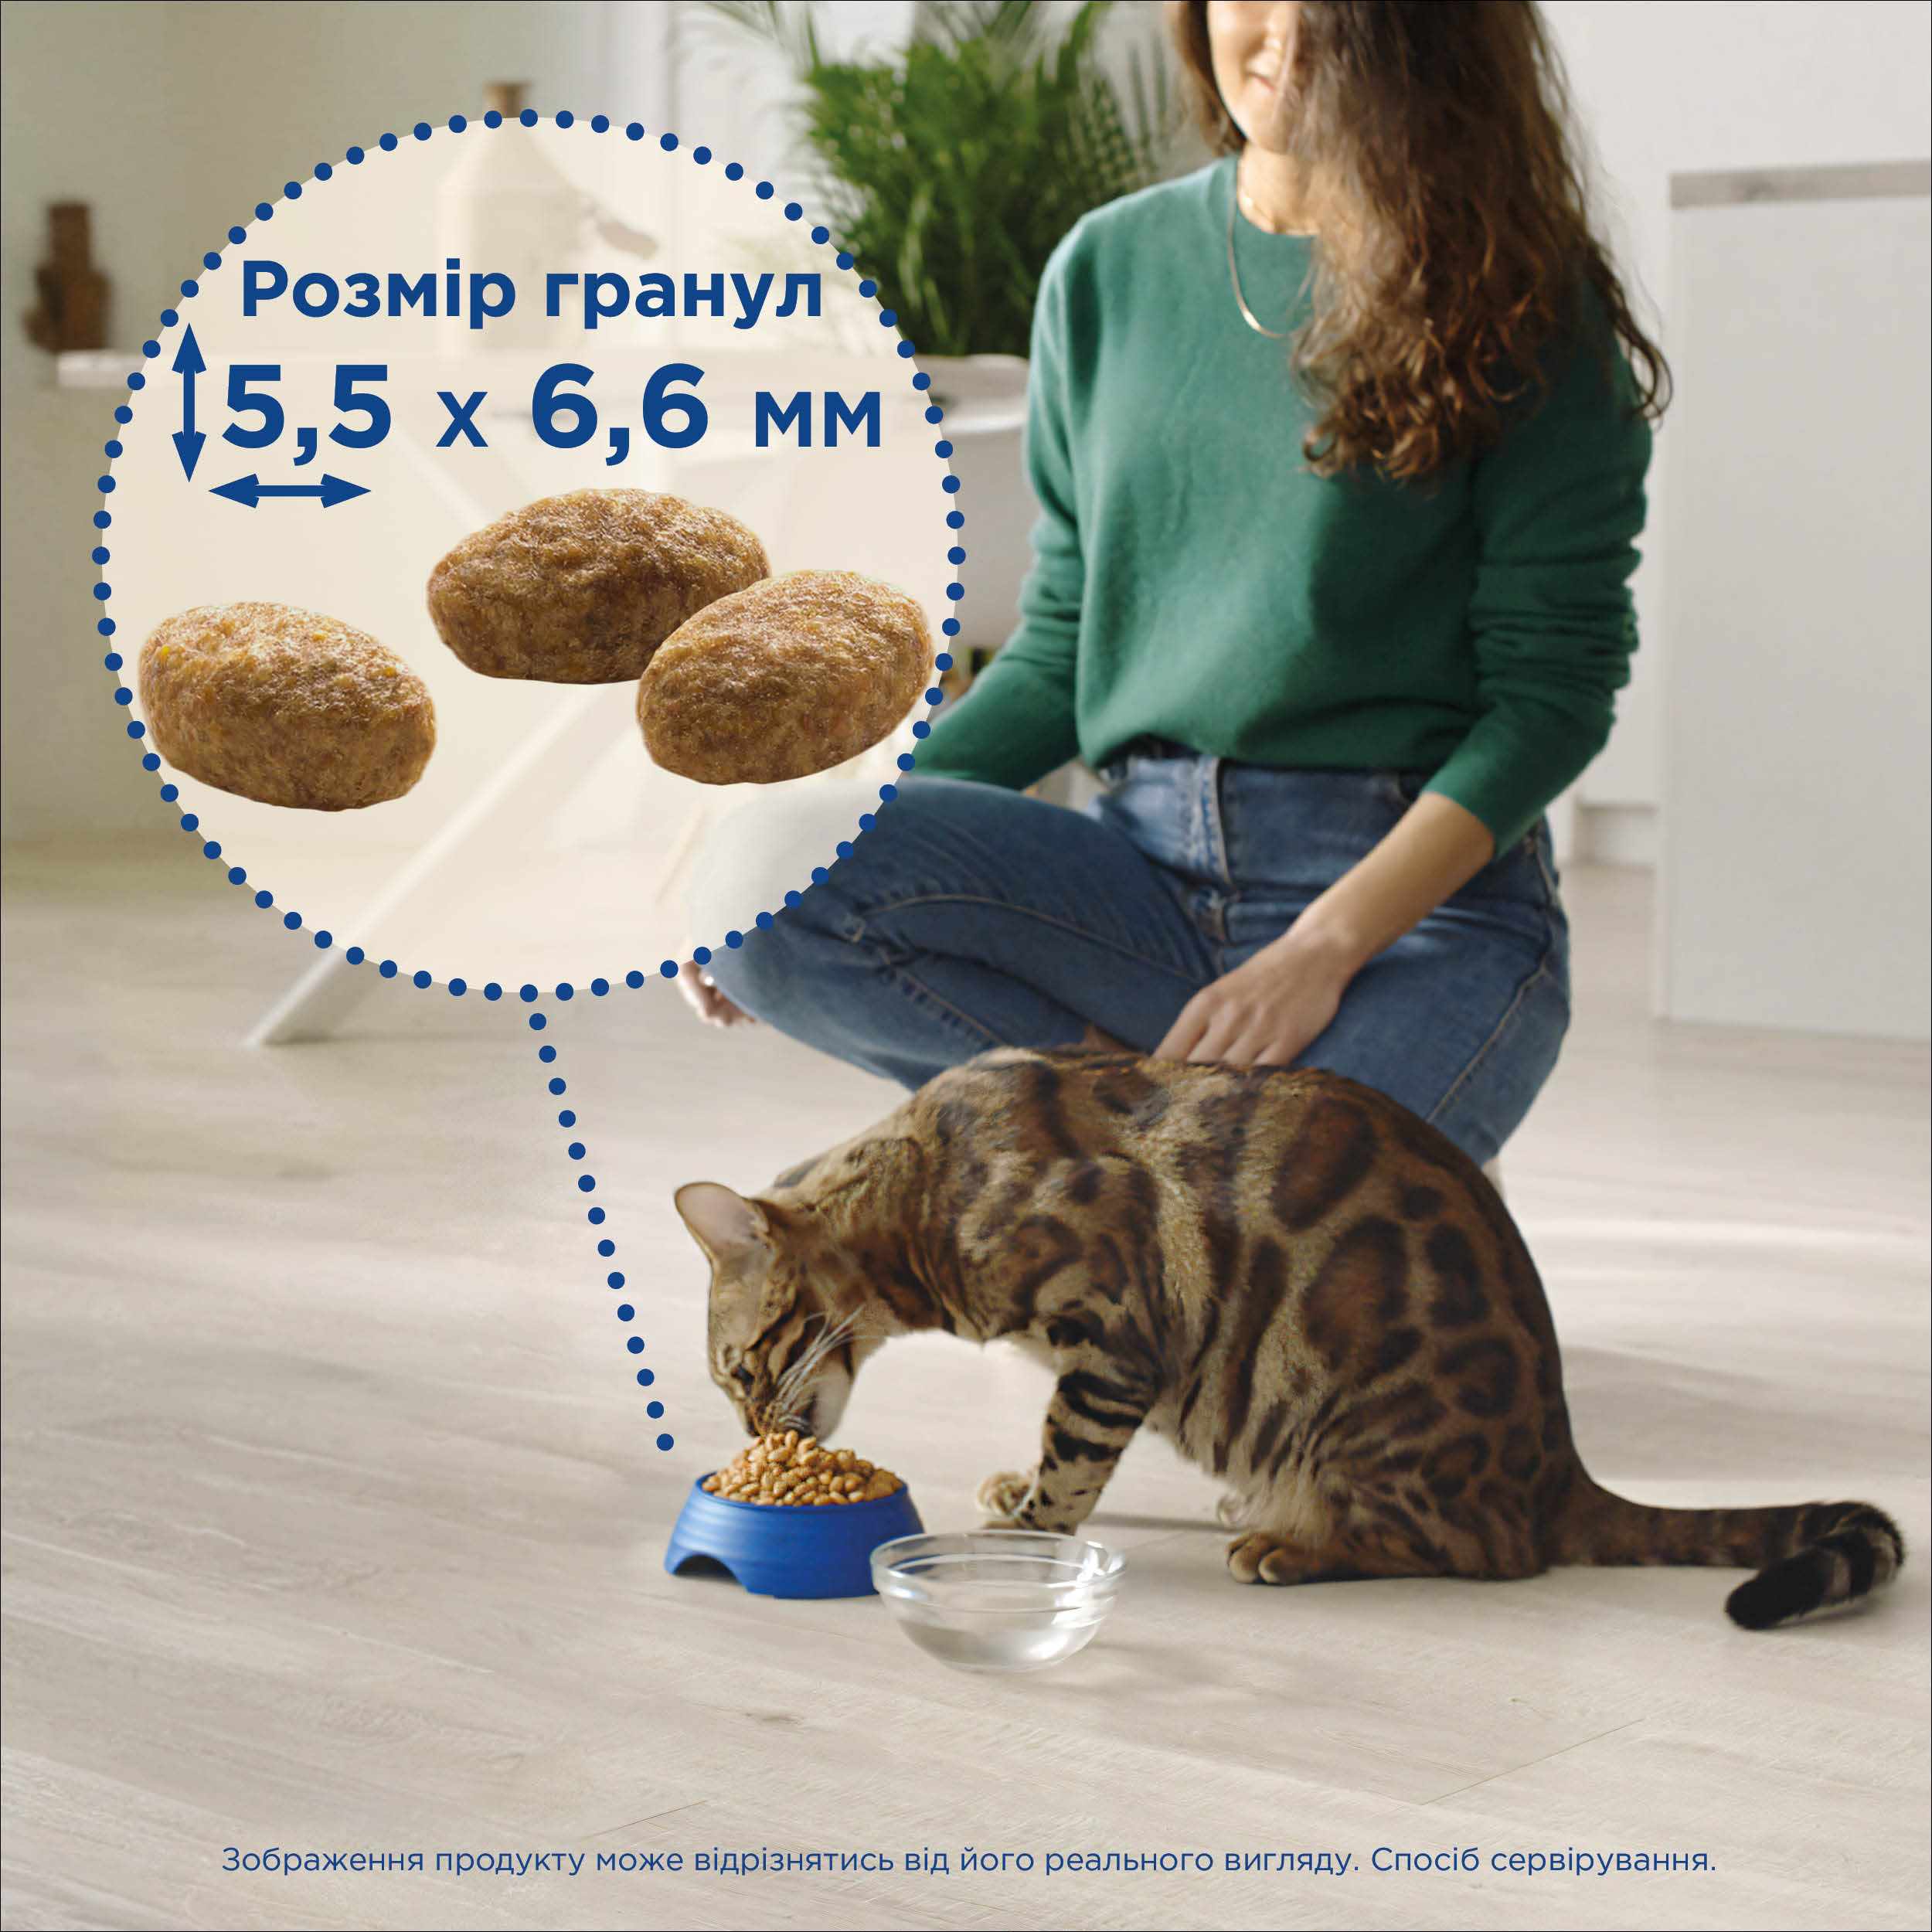 Розмір гранул
5,5 x 6,6 мм
Зображення продукту може відрізнятись від його реального вигляду. Спосіб сервірування.